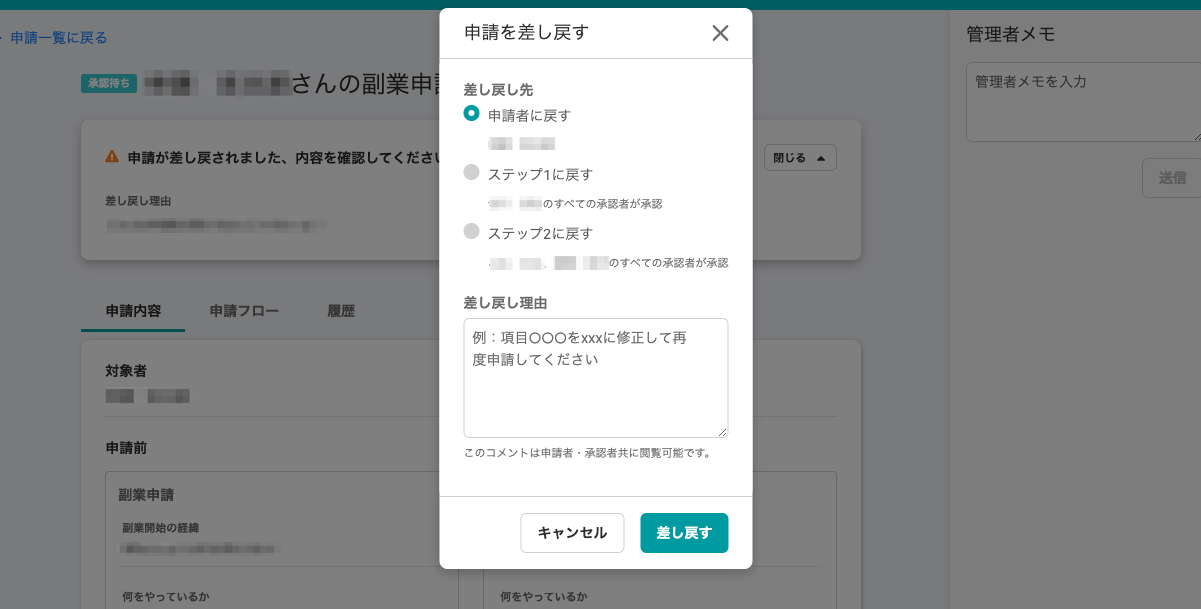 申請一覧に戻る
承認待ち
さんの副業申
申請が差し戻されました、内容を確認してくださ
閉じる
差し戻し理由
申請内容
申請フロー
履歴
対象者
申請前
副業申請
副業開始の経緯
何をやっているか
何をやっているか
申請を差し戻す
差し戻し先
申請者に戻す
ステップ1に戻す
のすべての承認者が承認
ステップ2に戻す
のすべての承認者が承認
差し戻し理由
例：項目〇〇〇をxxxに修正して再
度申請してください
このコメントは申請者・承認者共に閲覧可能です。
キャンセル
差し戻す
管理者メモ
管理者メモを入力
送信